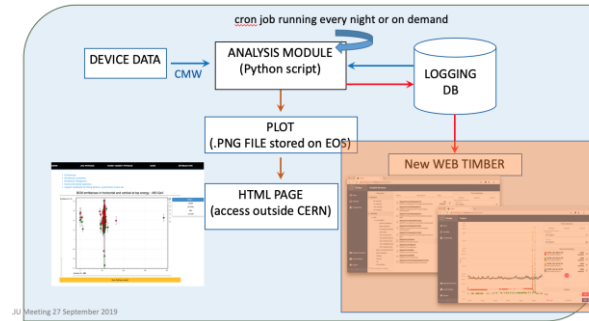 cron job running every night or on demand
DEVICE DATA
CMW
ANALYSIS MODULE
(Python script)
LOGGING
DB
PLOT
(.PNG FILE stored on EOS)
New WEB TIMBER
HTML PAGE
(access outside CERN)
JU Meeting 27 September 2019